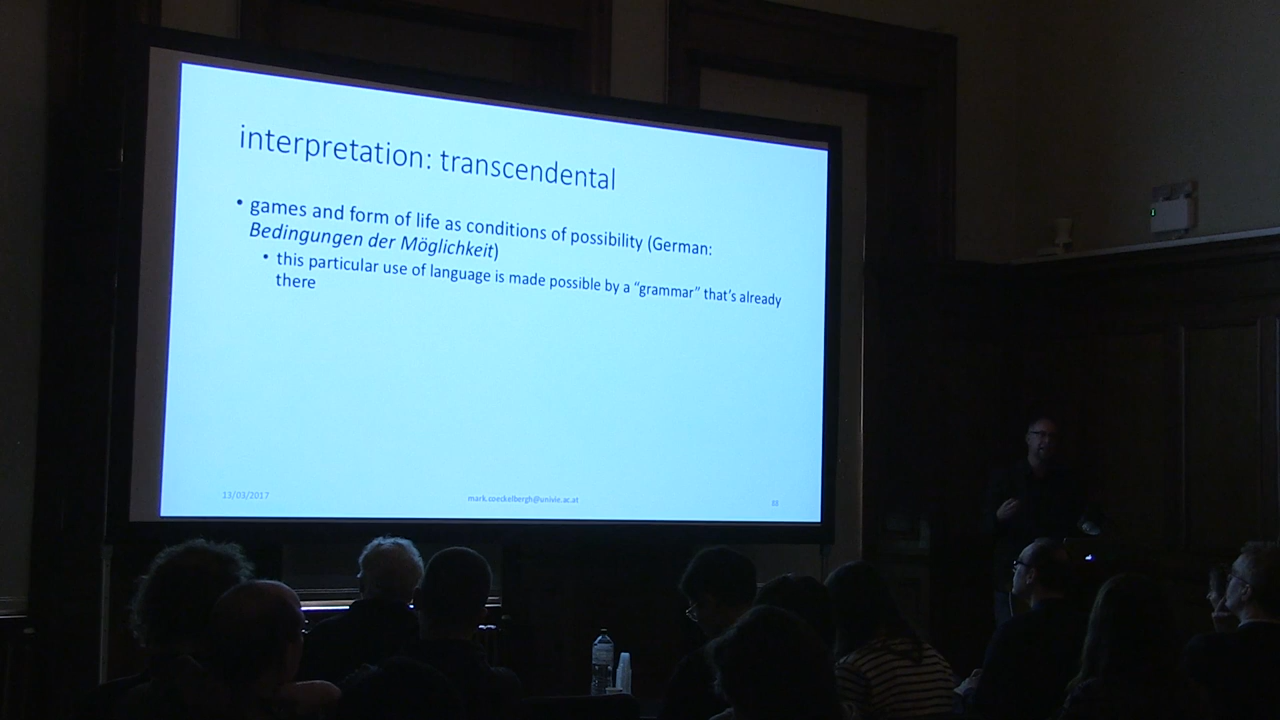 interpretation: transcendental
• games and form of life as conditions of possibility (German:
Bedingungen der Möglichkeit)
• this particular use of language is made possible by a “grammar” that’s already
there
13/03/2017
mark.coeckelbergh@univie.ac.at